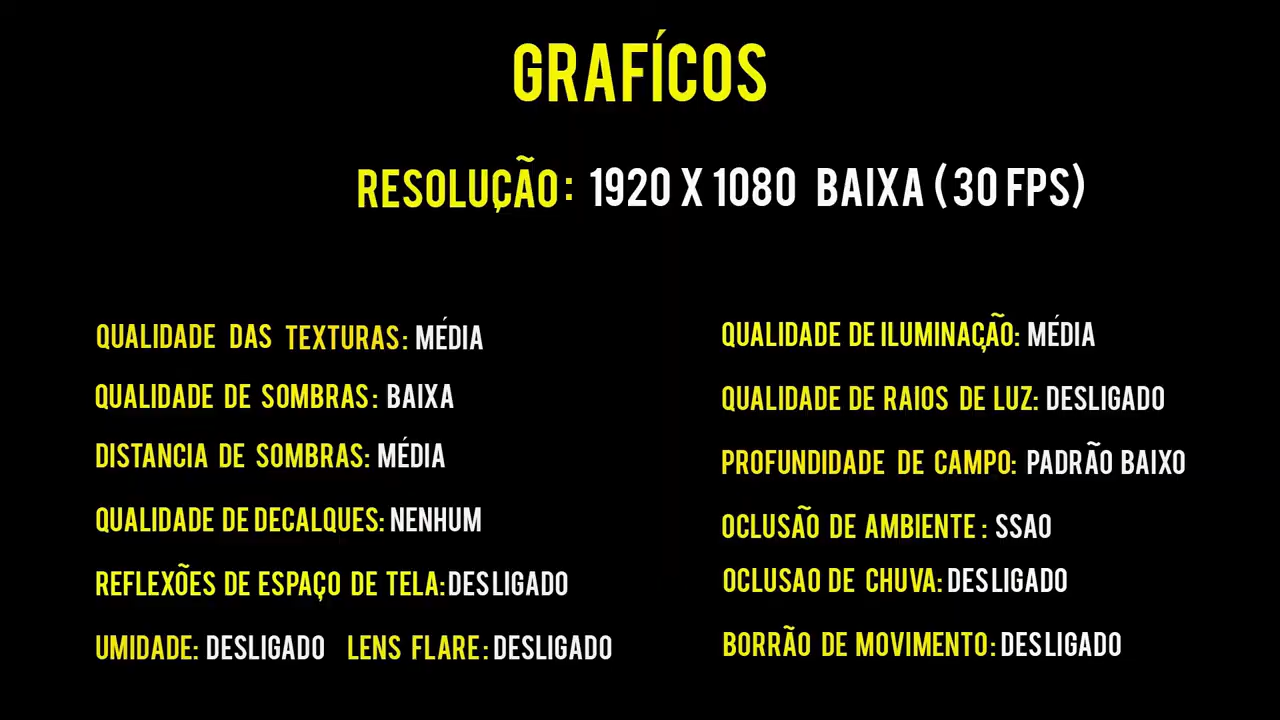 GRAFÍCOS
RESOLUÇÃO: 1920 X 1080 BAIXA (30 FPS)
QUALIDADE DAS TEXTURAS: MÉDIA
QUALIDADE DE SOMBRAS: BAIXA
DISTANCIA DE SOMBRAS: MÉDIA
QUALIDADE DE DECALQUES: NENHUM
REFLEXÕES DE ESPAÇO DE TELA: DESLIGADO
UMIDADE: DESLIGADO LENS FLARE: DESLIGADO
QUALIDADE DE ILUMINAÇÃO: MÉDIA
QUALIDADE DE RAIOS DE LUZ: DESLIGADO
PROFUNDIDADE DE CAMPO: PADRÃO BAIXO
OCLUSÃO DE AMBIENTE: SSAO
OCLUSAO DE CHUVA: DESLIGADO
BORRÃO DE MOVIMENTO: DESLIGADO